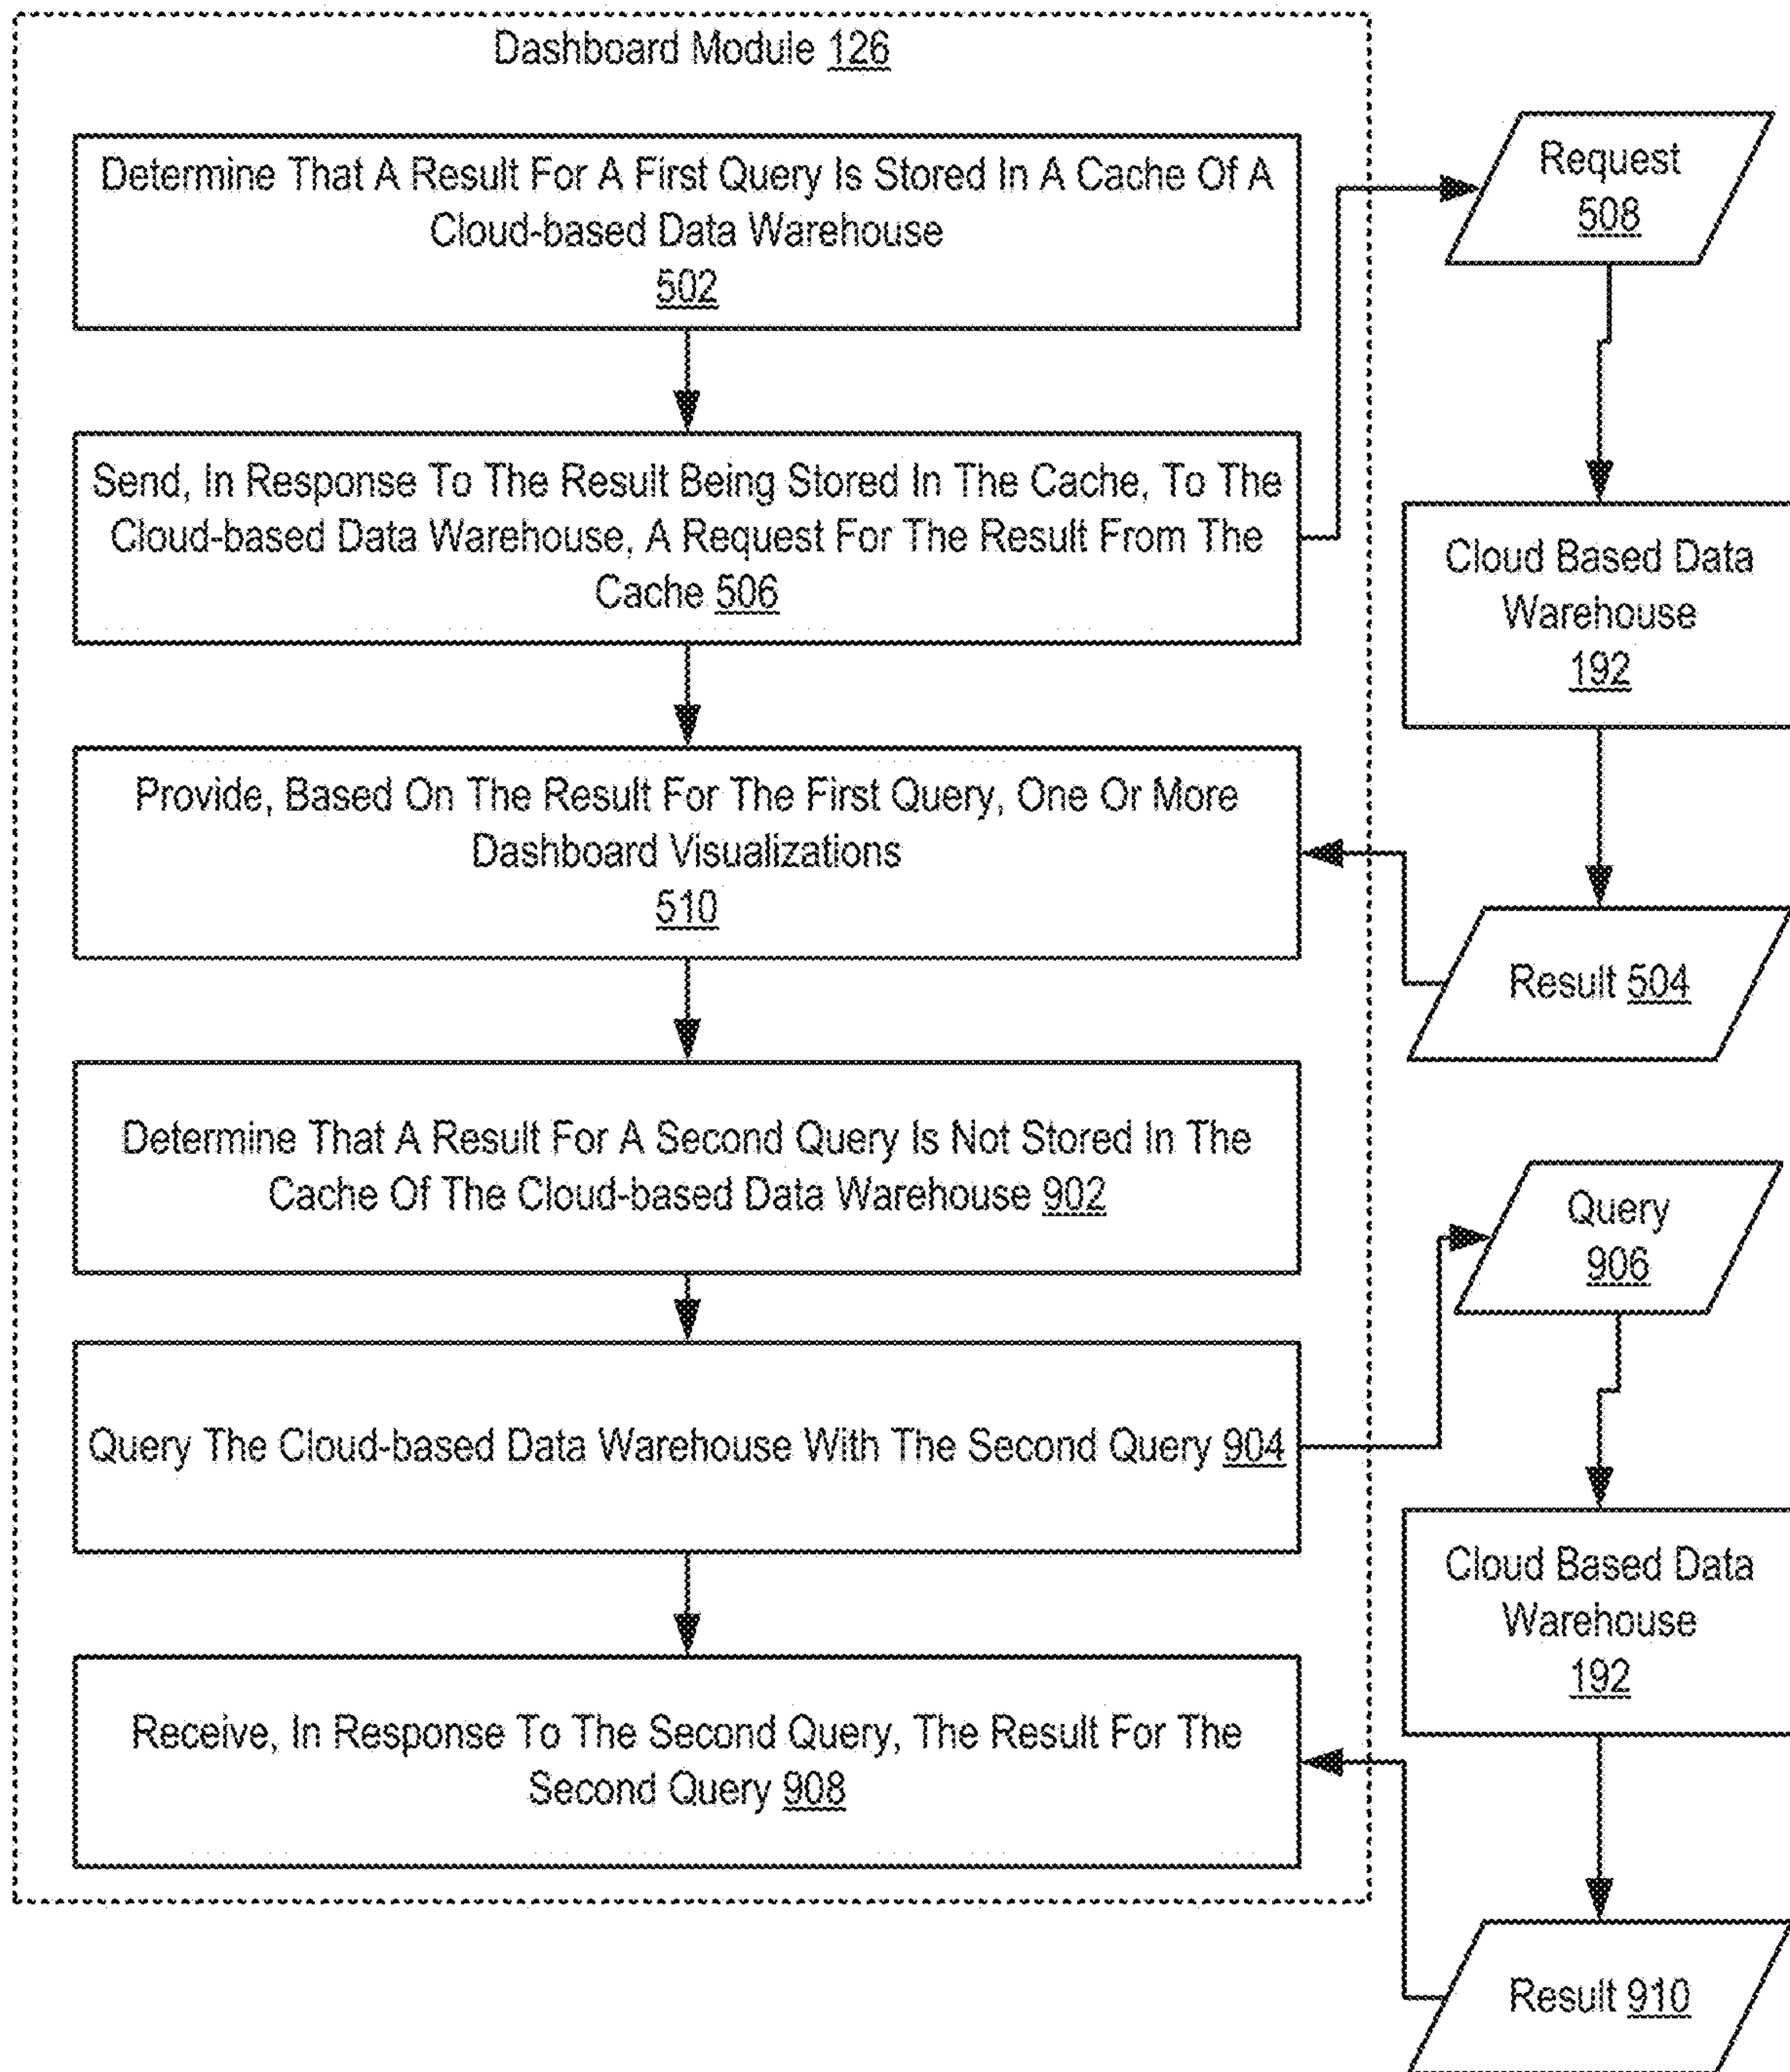 Dashboard Module 126
Determine That A Result For A First Query Is Stored In A Cache Of A
Cloud-based Data Warehouse
502
Request
508
Send, In Response To The Result Being Stored In The Cache, To The
Cloud-based Data Warehouse, A Request For The Result From The
Cache 506
Cloud Based Data
Warehouse
192
Provide, Based On The Result For The First Query, One Or More
Dashboard Visualizations
510
Result 504
Determine That A Result For A Second Query Is Not Stored In The
Cache Of The Cloud-based Data Warehouse 902
Query
906
Query The Cloud-based Data Warehouse With The Second Query 904
Cloud Based Data
Warehouse
192
Receive, In Response To The Second Query, The Result For The
Second Query 908
Result 910